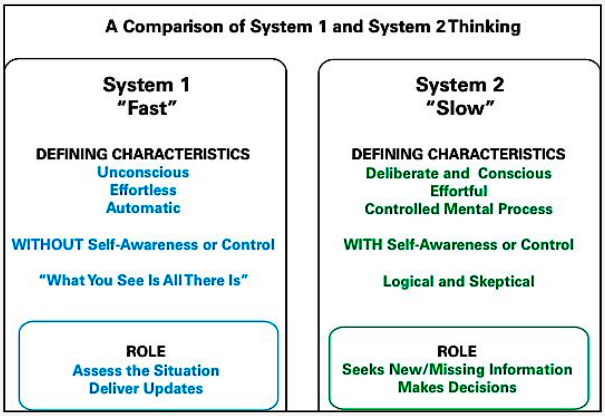 A Comparison of System 1 and System 2 Thinking
System 1
"Fast"
DEFINING CHARACTERISTICS
Unconscious
Effortless
Automatic
WITHOUT Self-Awareness or Control
"What You See Is All There Is"
ROLE
Assess the Situation
Deliver Updates
System 2
"Slow"
DEFINING CHARACTERISTICS
Deliberate and Conscious
Effortful
Controlled Mental Process
WITH Self-Awareness or Control
Logical and Skeptical
ROLE
Seeks New/Missing Information
Makes Decisions